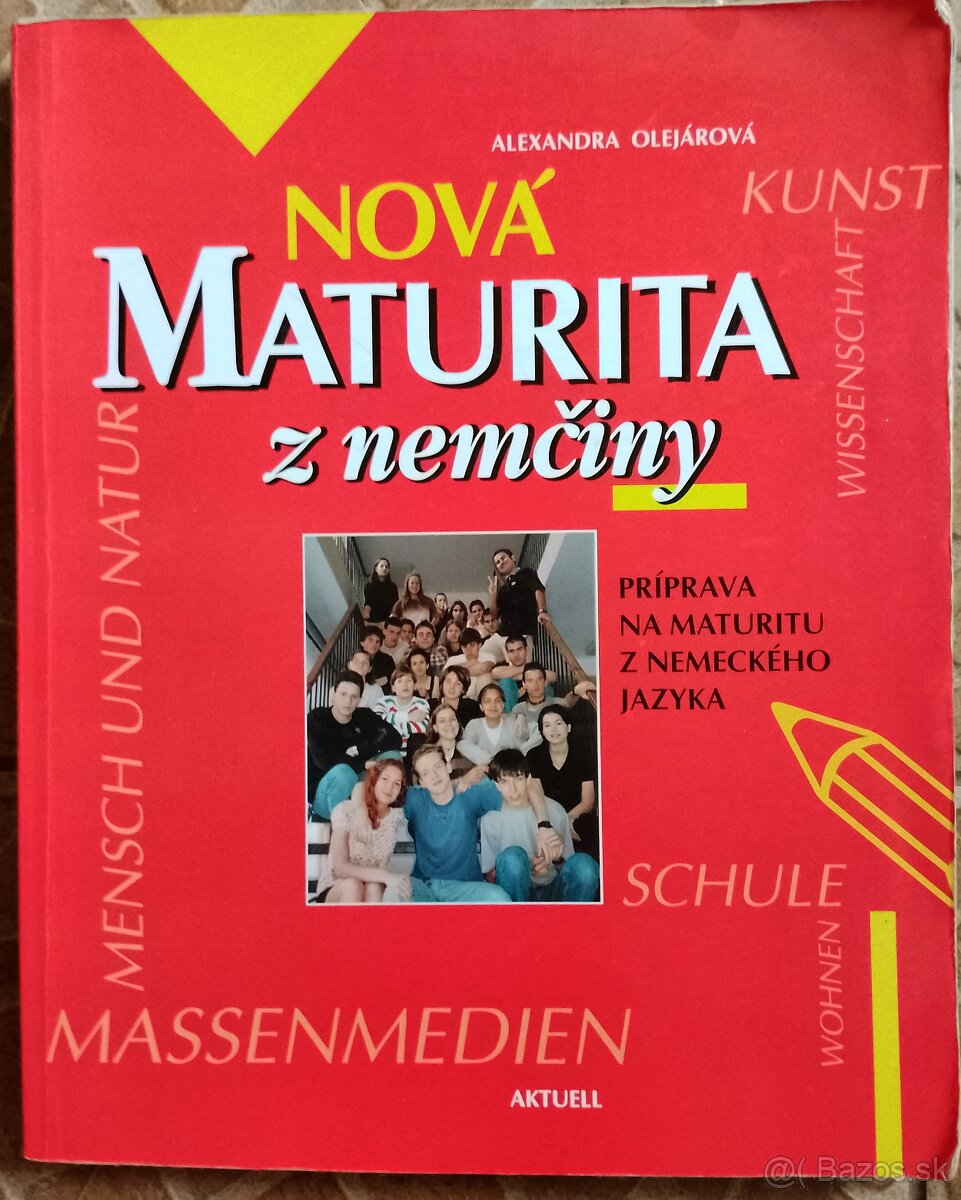 ALEXANDRA OLEJÁROVÁ
KUNST
NOVÁ
WISSENSCHAFT
MATURITA
z nemčiny
MENSCH UND NATUR
PRÍPRAVA
NA MATURITU
Z NEMECKÉHO
JAZYKA
SCHULE
WOHNEN
MASSENMEDIEN
AKTUELL
@( Bazos.sk